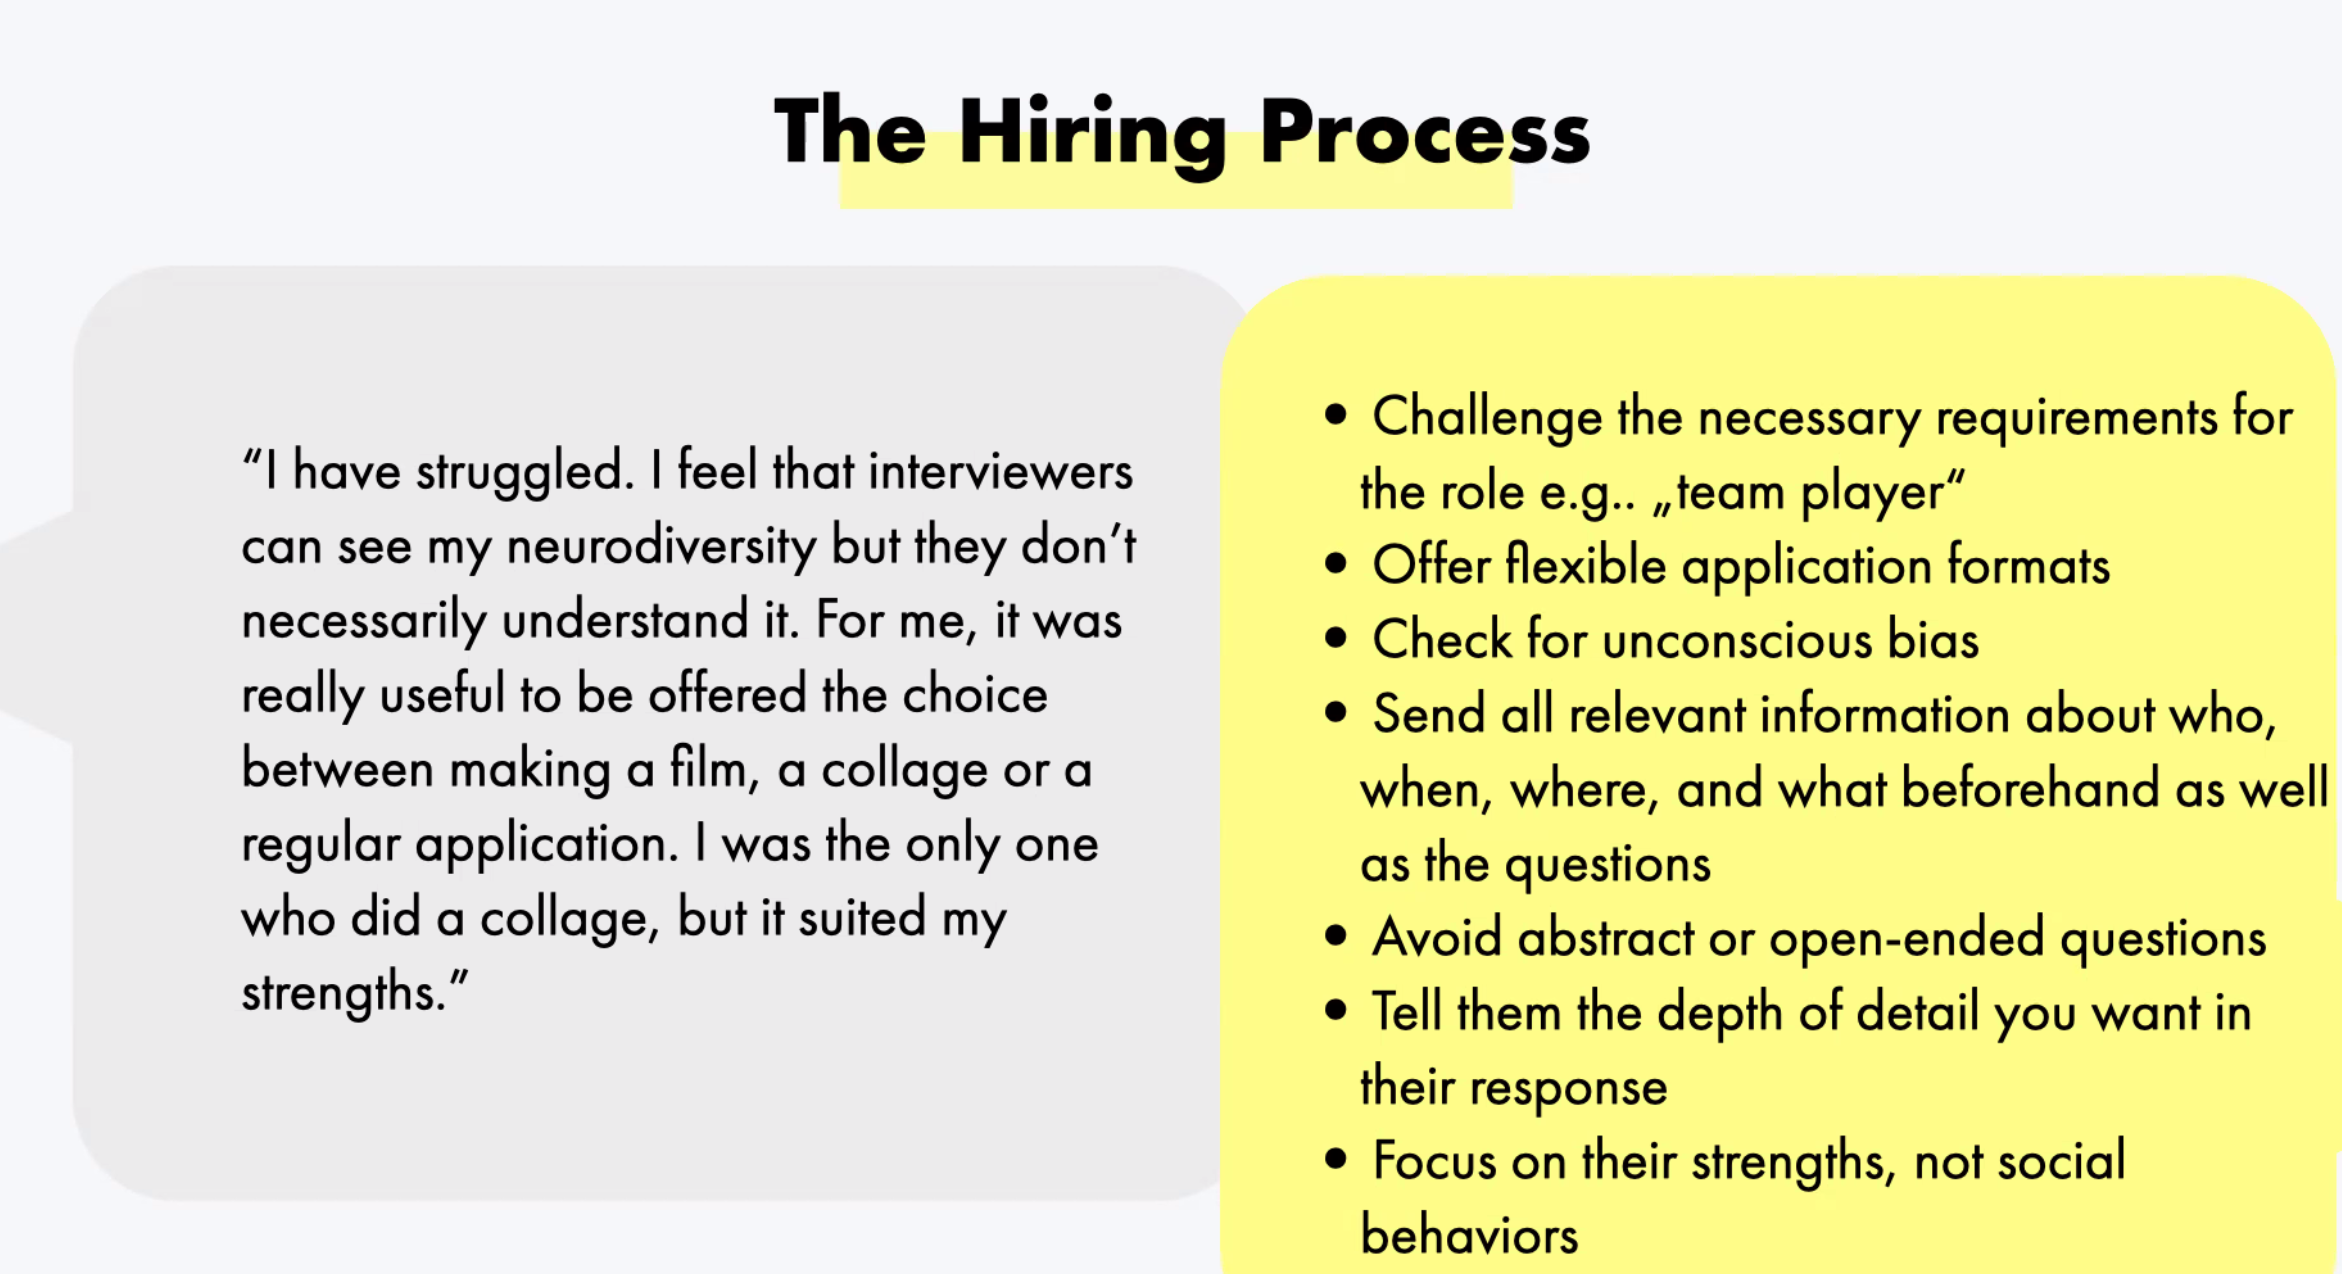 The Hiring Process
“I have struggled. I feel that interviewers
can see my neurodiversity but they don’t
necessarily understand it. For me, it was
really useful to be offered the choice
between making a film, a collage or a
regular application. I was the only one
who did a collage, but it suited my
strengths.”
• Challenge the necessary requirements for
the role e.g.. „team player“
• Offer flexible application formats
• Check for unconscious bias
• Send all relevant information about who,
when, where, and what beforehand as well
as the questions
• Avoid abstract or open-ended questions
• Tell them the depth of detail you want in
their response
• Focus on their strengths, not social
behaviors